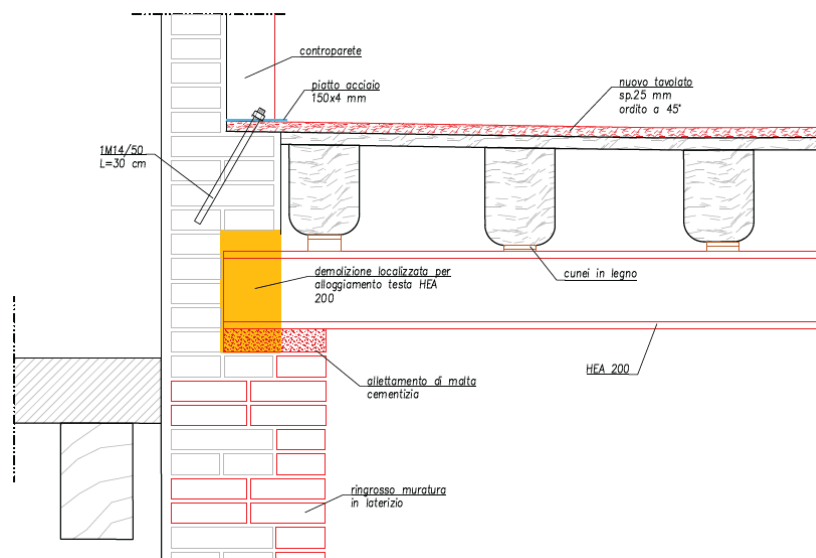 controparete
piatto acciaio
150x4 mm
nuovo tavolato
sp.25 mm
ordito a 45°
1M14/50
L=30 cm
demolizione localizzata per
alloggiamento testa HEA
200
cunei in legno
HEA 200
allettamento di malta
cementizia
ringrosso muratura
in laterizio